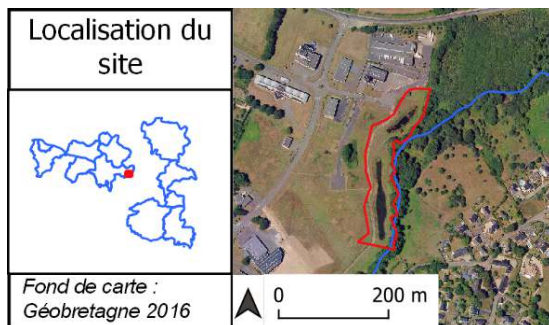 Localisation du
site
Fond de carte :
Géobretagne 2016
0 200 m